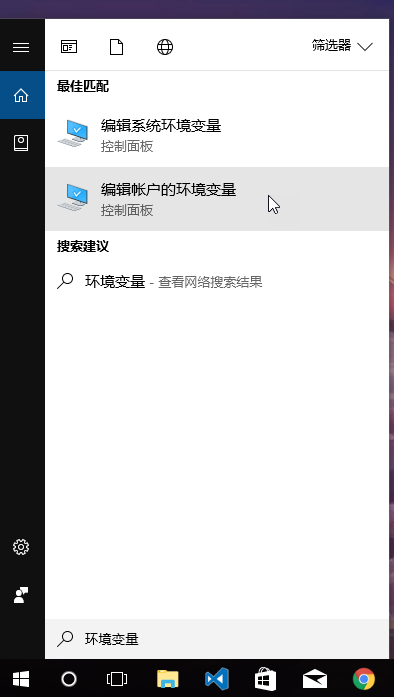 筛选器
最佳匹配
编辑系统环境变量
控制面板
编辑帐户的环境变量
控制面板
搜索建议
环境变量 - 查看网络搜索结果
环境变量